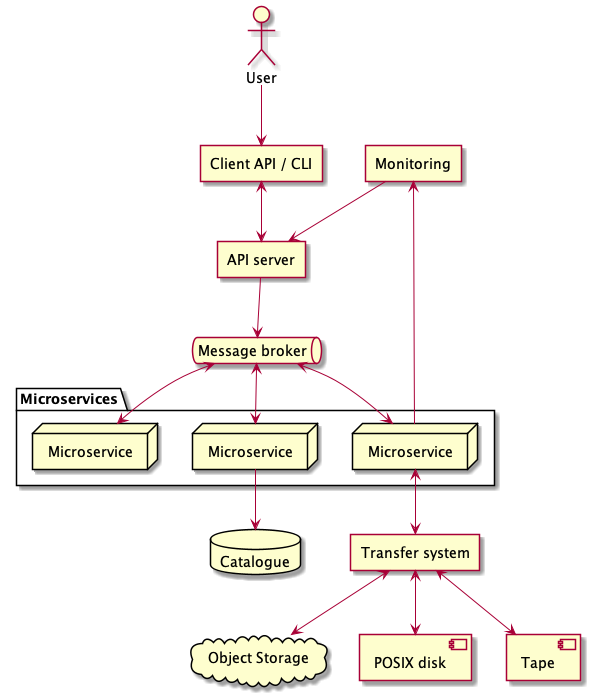 User
Client API / CLI
Monitoring
API server
Message broker
Microservices
Microservice
Microservice
Microservice
Catalogue
Transfer system
Object Storage
POSIX disk
Tape